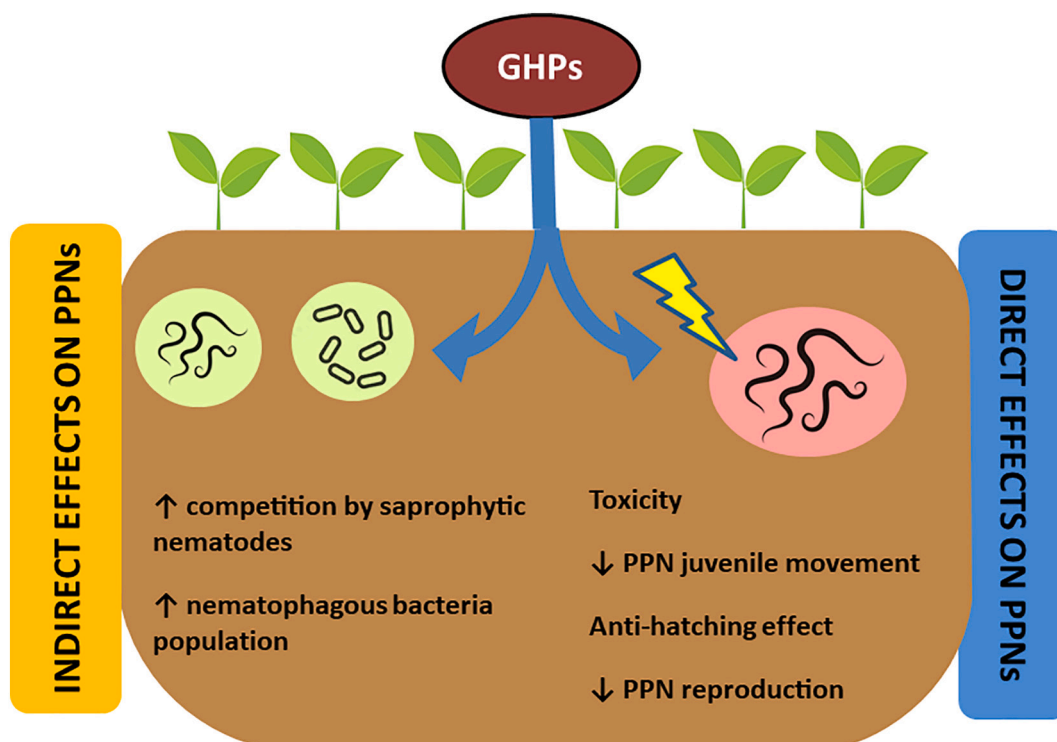 GHPs
INDIRECT EFFECTS ON PPNs
↑ competition by saprophytic
nematodes
↑ nematophagous bacteria
population
Toxicity
↓ PPN juvenile movement
Anti-hatching effect
↓ PPN reproduction
DIRECT EFFECTS ON PPNs